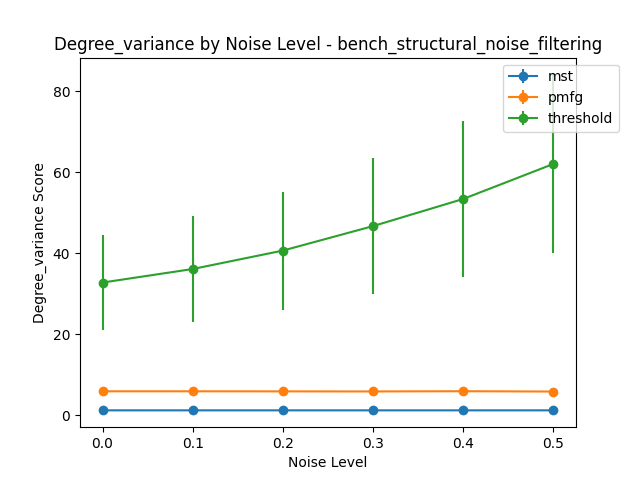 Degree_variance by Noise Level - bench_structural_noise_filtering
mst
pmfg
threshold
Degree_variance Score
80
60
40
20
0
0.0 0.1 0.2 0.3 0.4 0.5
Noise Level